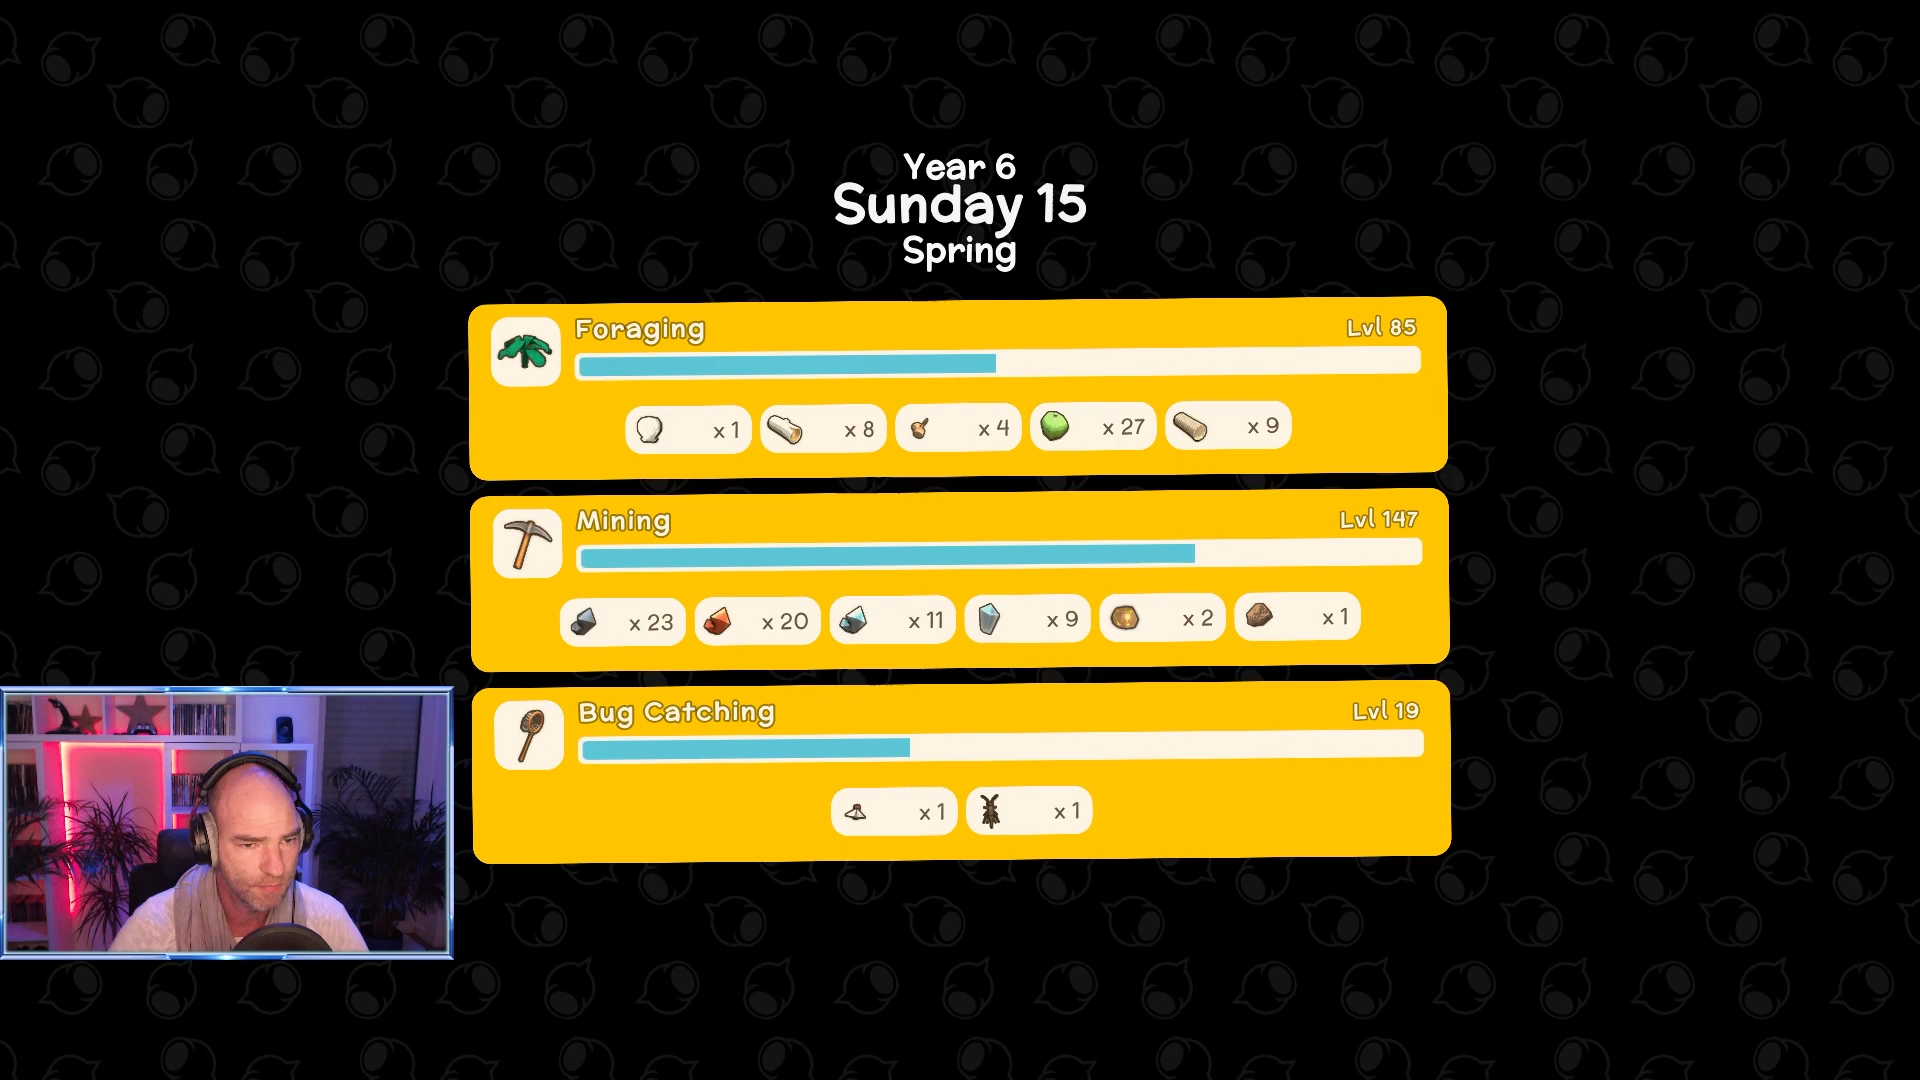 Year 6
Sunday 15
Spring
Foraging
Lvl 85
x 1
x 8
x 4
x 27
x 9
Mining
Lvl 147
x 23
x 20
x 11
x 9
x 2
x 1
Bug Catching
Lvl 19
x 1
x 1